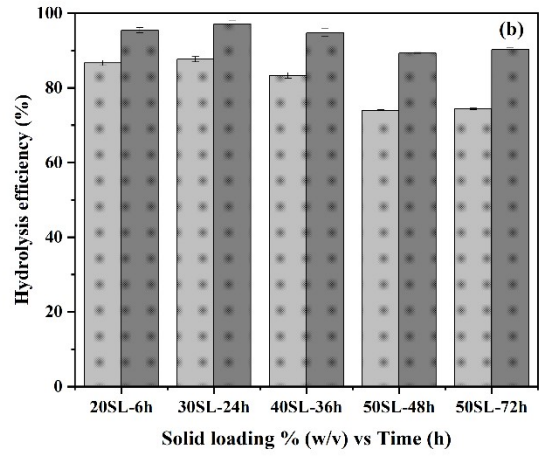 (b)
Hydrolysis efficiency (%)
100
80
60
40
20
0
20SL-6h 30SL-24h 40SL-36h 50SL-48h 50SL-72h
Solid loading % (w/v) vs Time (h)